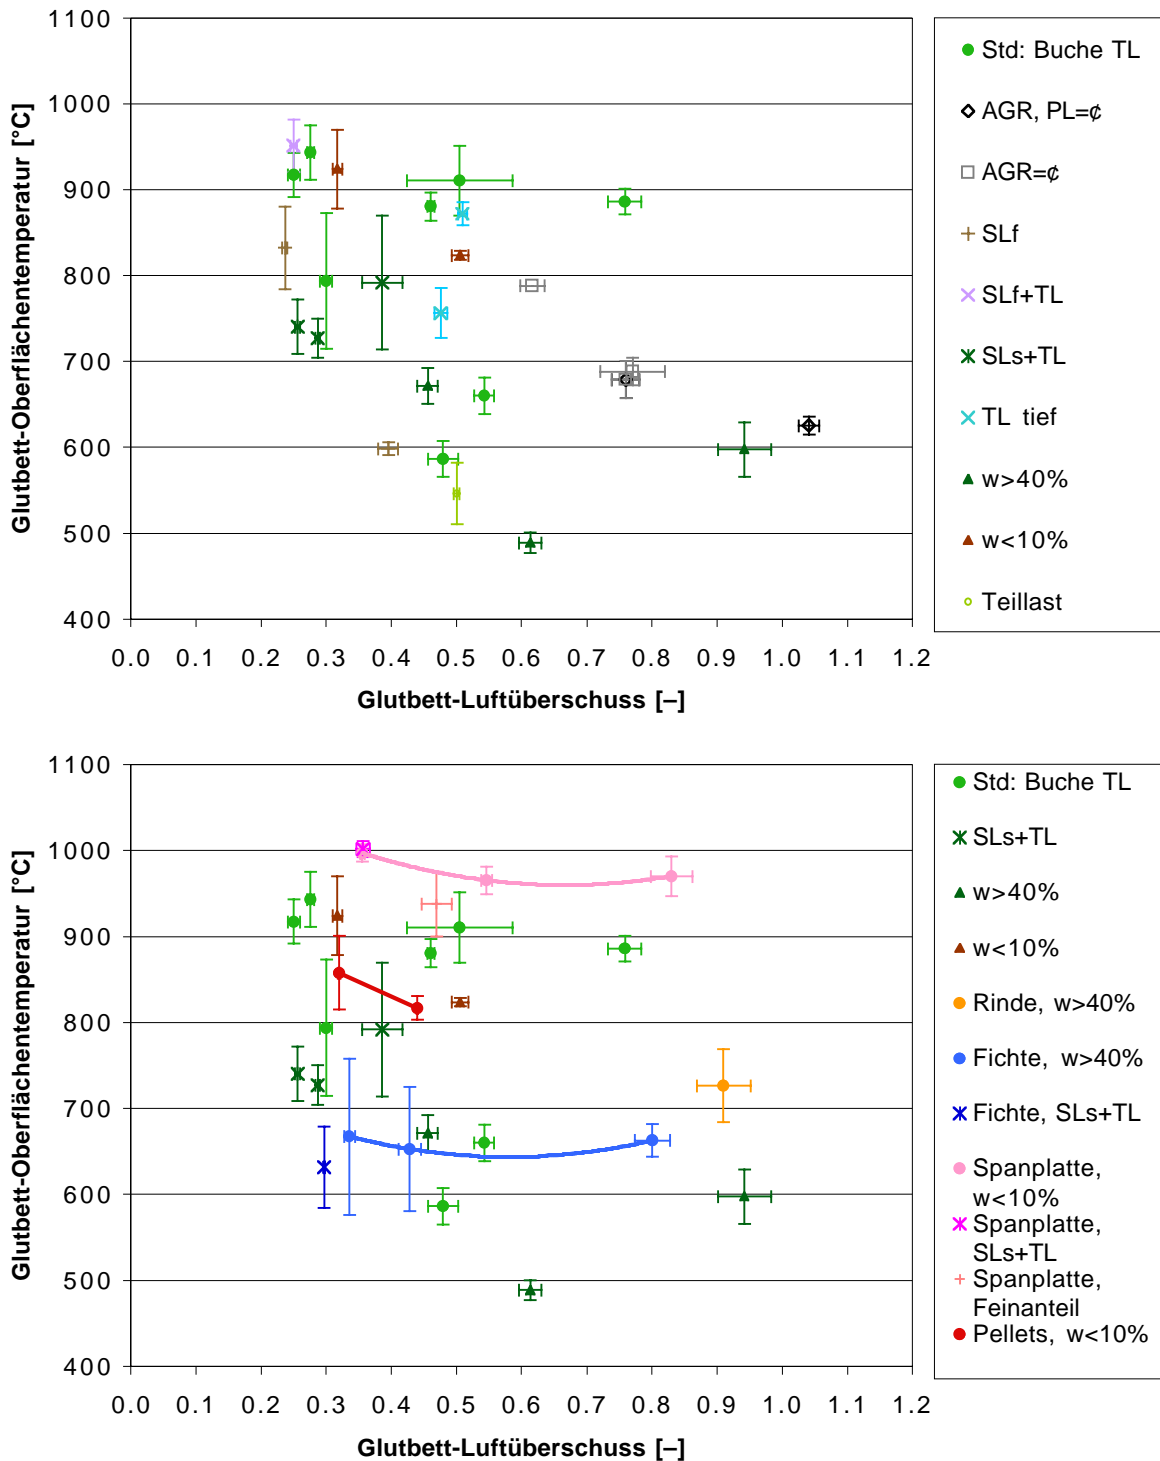 Glutbett-Oberflächentemperatur [°C]
1100
1000
900
800
700
600
500
400
0.0 0.1 0.2 0.3 0.4 0.5 0.6 0.7 0.8 0.9 1.0 1.1 1.2
Glutbett-Luftüberschuss [–]
Std: Buche TL
AGR, PL=¢
AGR=¢
SLf
SLf+TL
SLs+TL
TL tief
w>40%
w<10%
Teillast
Glutbett-Oberflächentemperatur [°C]
1100
1000
900
800
700
600
500
400
0.0 0.1 0.2 0.3 0.4 0.5 0.6 0.7 0.8 0.9 1.0 1.1 1.2
Glutbett-Luftüberschuss [–]
Std: Buche TL
SLs+TL
w>40%
w<10%
Rinde, w>40%
Fichte, w>40%
Fichte, SLs+TL
Spanplatte,
w<10%
Spanplatte,
SLs+TL
Spanplatte,
Feinanteil
Pellets, w<10%